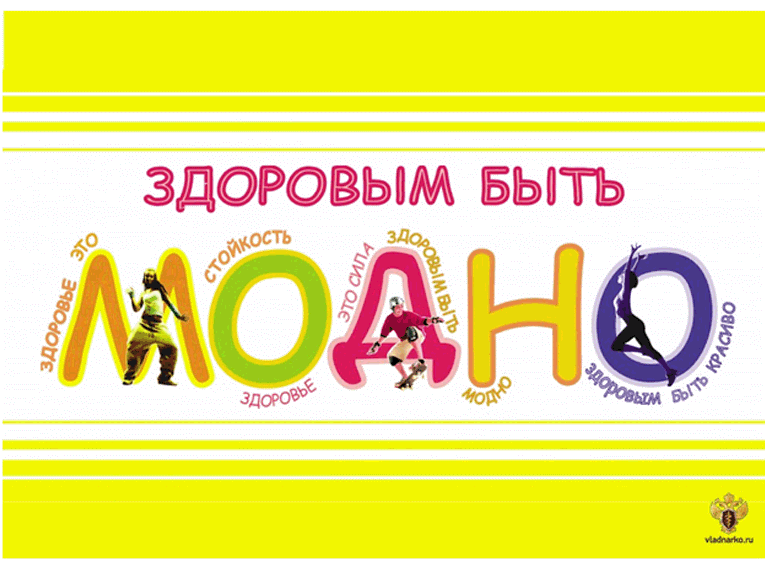 ЗДОРОВЫМ БЫТЬ
МОДНО
ЗДОРОВЬЕ ЭТО
СТОЙКОСТЬ
ЗДОРОВЬЕ
ЭТО СИЛА
ЗДОРОВЫМ БЫТЬ
МОДНО
ЗДОРОВЫМ БЫТЬ КРАСИВО
vladnarko.ru